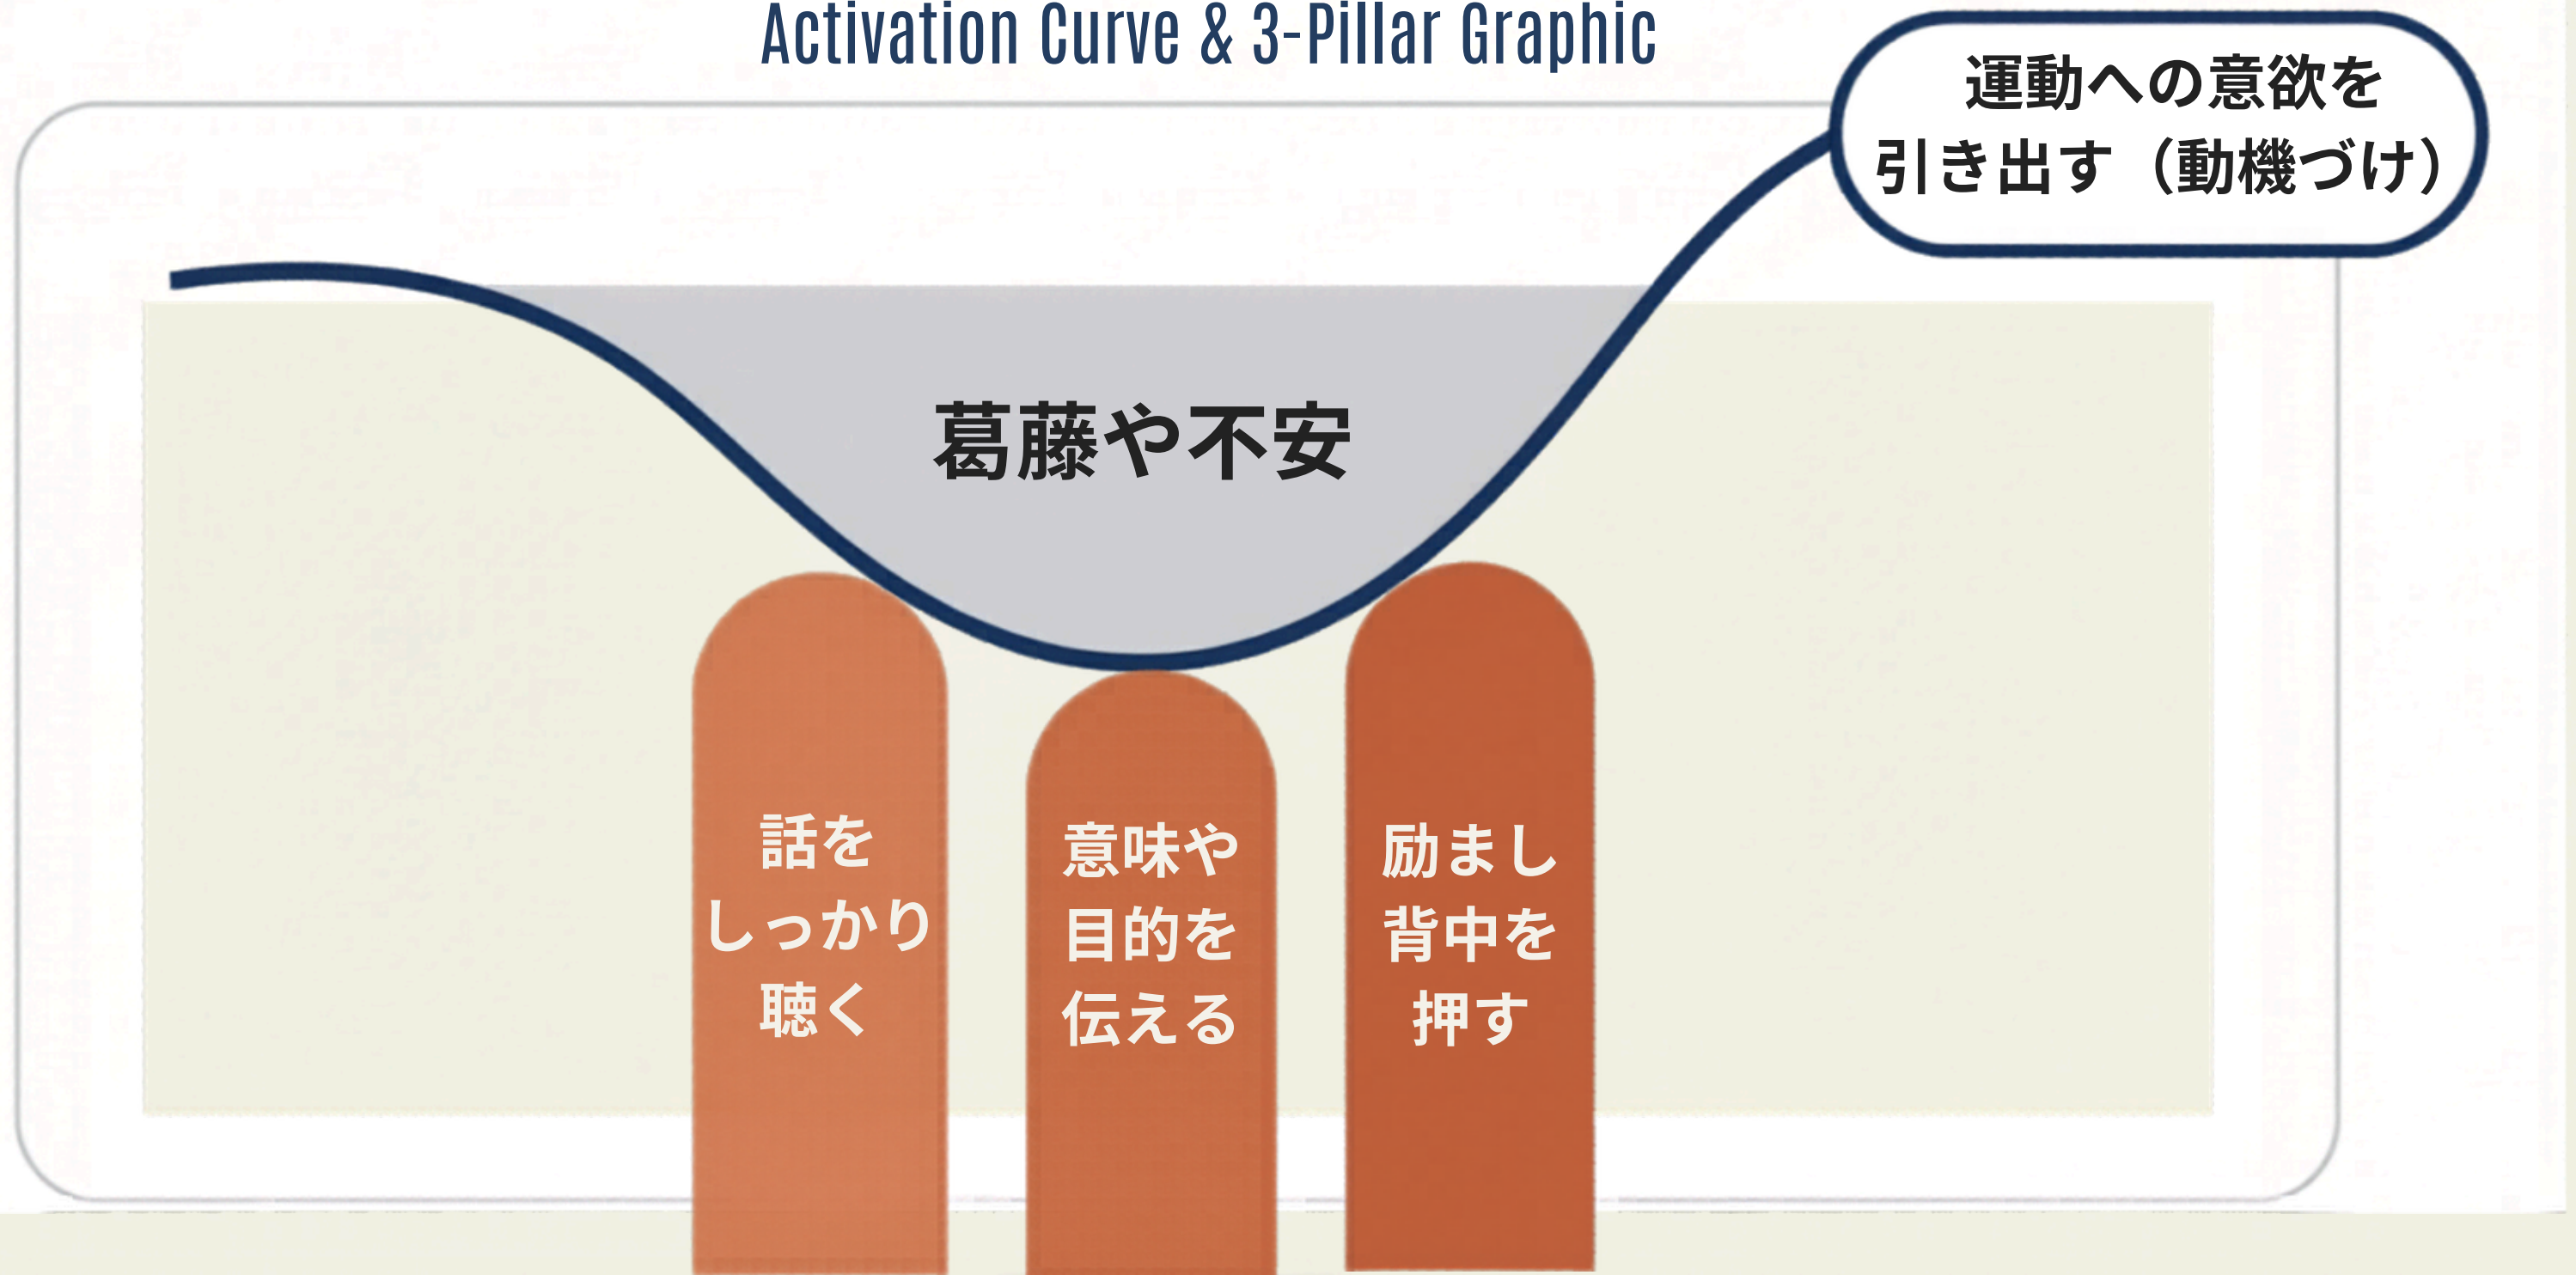 Activation Curve & 3-Pillar Graphic
運動への意欲を
引き出す（動機づけ）
葛藤や不安
話を
しっかり
聴く
意味や
目的を
伝える
励まし
背中を
押す